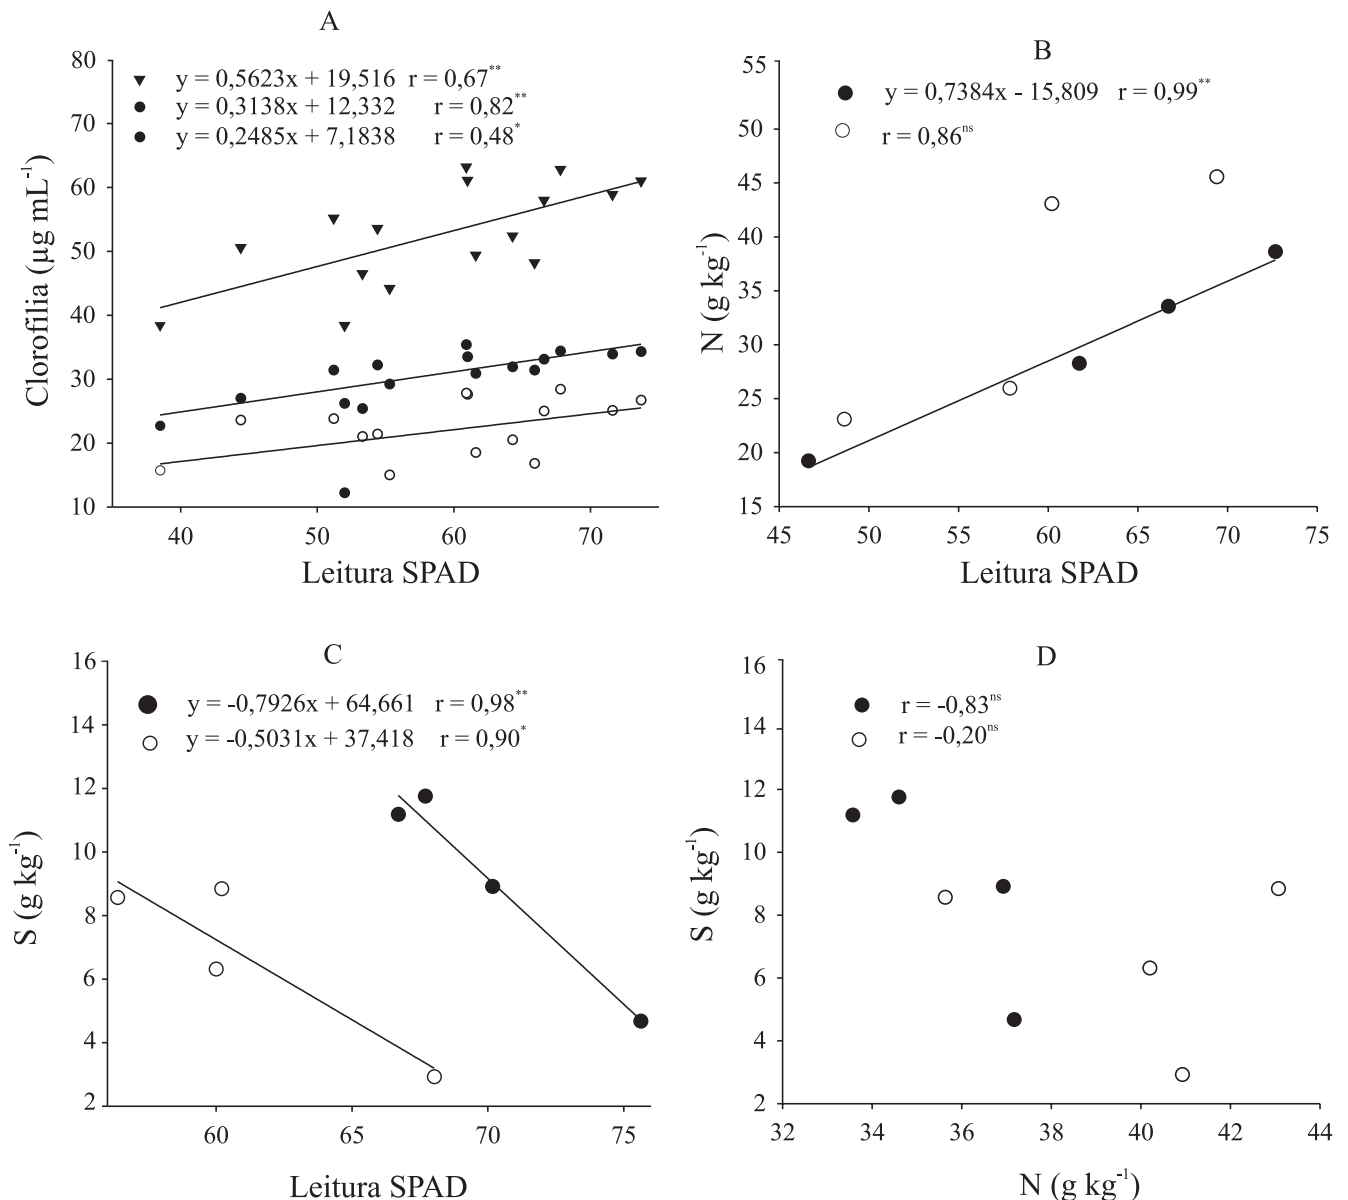 A
y = 0,5623x + 19,516 r = 0,67**
y = 0,3138x + 12,332 r = 0,82**
y = 0,2485x + 7,1838 r = 0,48*
80
70
60
50
40
30
20
10
Clorofilia (µg mL⁻¹)
40 50 60 70
Leitura SPAD
B
y = 0,7384x - 15,809 r = 0,99**
r = 0,86ns
55
50
45
40
35
30
25
20
15
N (g kg⁻¹)
45 50 55 60 65 70 75
Leitura SPAD
C
y = -0,7926x + 64,661 r = 0,98**
y = -0,5031x + 37,418 r = 0,90*
16
14
12
10
8
6
4
2
S (g kg⁻¹)
60 65 70 75
Leitura SPAD
D
r = -0,83ns
r = -0,20ns
16
14
12
10
8
6
4
2
S (g kg⁻¹)
32 34 36 38 40 42 44
N (g kg⁻¹)